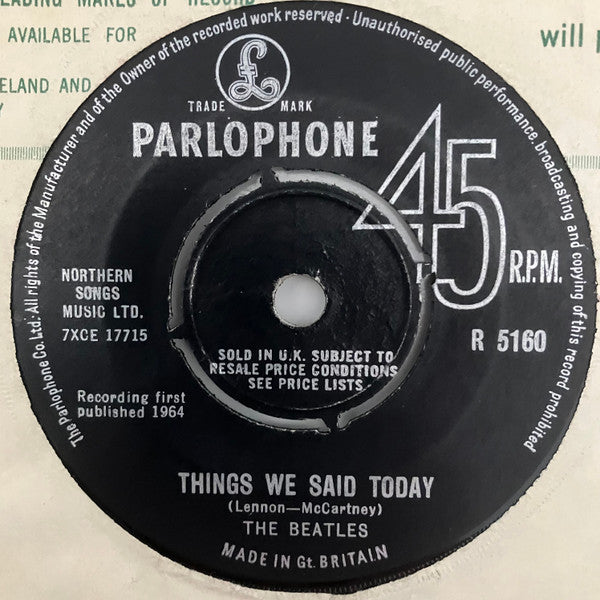 EADING MAKES OF RECORD
AVAILABLE FOR
ELAND AND
Y
will p
The Parlophone Co. Ltd. All rights of the Manufacturer and of the Owner of the recorded work reserved · Unauthorised public performance, broadcasting and copying of this record prohibited
£
TRADE MARK
PARLOPHONE
45
R.P.M.
NORTHERN
SONGS
MUSIC LTD.
7XCE 17715
R 5160
SOLD IN U.K. SUBJECT TO
RESALE PRICE CONDITIONS
SEE PRICE LISTS
Recording first
published 1964
THINGS WE SAID TODAY
(Lennon—McCartney)
THE BEATLES
MADE IN Gt. BRITAIN